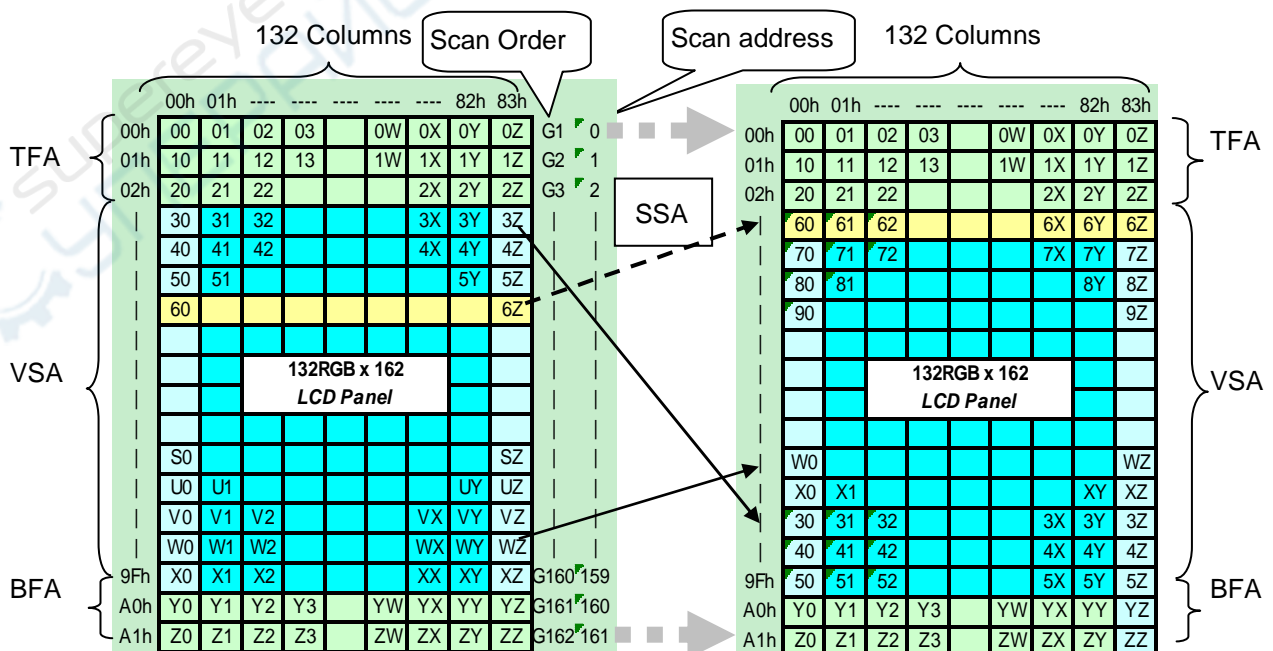 132 Columns Scan Order Scan address 132 Columns
00h 01h ---- ---- ---- ---- ---- 82h 83h
00h 01h ---- ---- ---- ---- ---- 82h 83h
TFA
00h 00 01 02 03 0W 0X 0Y 0Z G1 0
01h 10 11 12 13 1W 1X 1Y 1Z G2 1
02h 20 21 22 2X 2Y 2Z G3 2
30 31 32 3X 3Y 3Z
40 41 42 4X 4Y 4Z
50 51 5Y 5Z
60 6Z
VSA
132RGB x 162
LCD Panel
S0 SZ
U0 U1 UY UZ
V0 V1 V2 VX VY VZ
W0 W1 W2 WX WY WZ
9Fh X0 X1 X2 XX XY XZ G160 159
BFA
A0h Y0 Y1 Y2 Y3 YW YX YY YZ G161 160
A1h Z0 Z1 Z2 Z3 ZW ZX ZY ZZ G162 161
SSA
00h 00 01 02 03 0W 0X 0Y 0Z
TFA
01h 10 11 12 13 1W 1X 1Y 1Z
02h 20 21 22 2X 2Y 2Z
60 61 62 6X 6Y 6Z
70 71 72 7X 7Y 7Z
80 81 8Y 8Z
90 9Z
132RGB x 162
VSA
LCD Panel
W0 WZ
X0 X1 XY XZ
30 31 32 3X 3Y 3Z
40 41 42 4X 4Y 4Z
9Fh 50 51 52 5X 5Y 5Z
BFA
A0h Y0 Y1 Y2 Y3 YW YX YY YZ
A1h Z0 Z1 Z2 Z3 ZW ZX ZY ZZ